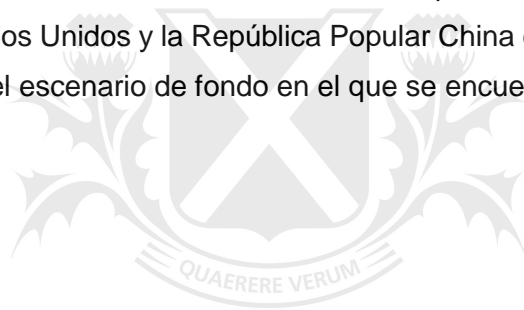 os Unidos y la República Popular China
el escenario de fondo en el que se encue
QUAERERE VERUM